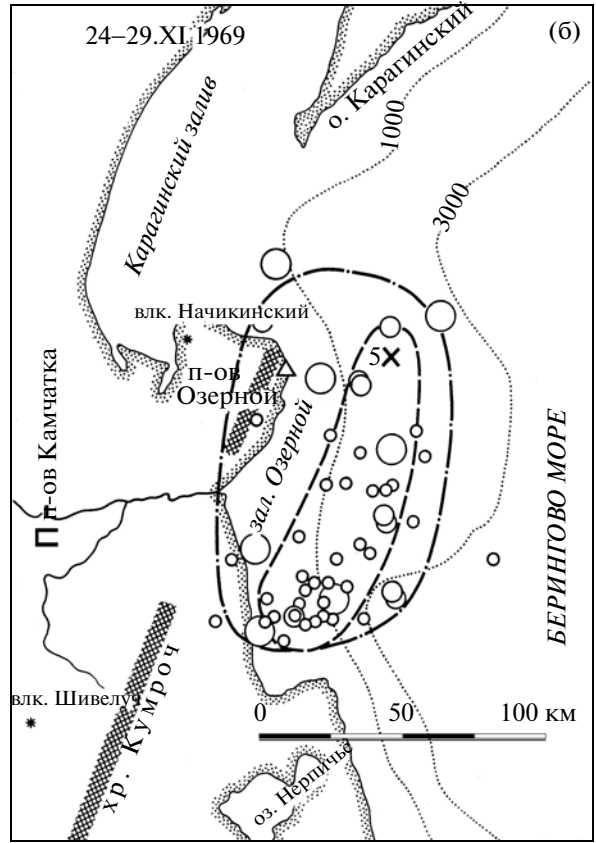 24–29.XI 1969
(б)
о. Карагинский
1000
Карагинский залив
3000
влк. Начикинский
5
п-ов
Озерной
п-ов Камчатка
зал. Озерной
БЕРИНГОВО МОРЕ
П
влк. Шивелуч
хр. Кумроч
0 50 100 км
оз. Нерпичье